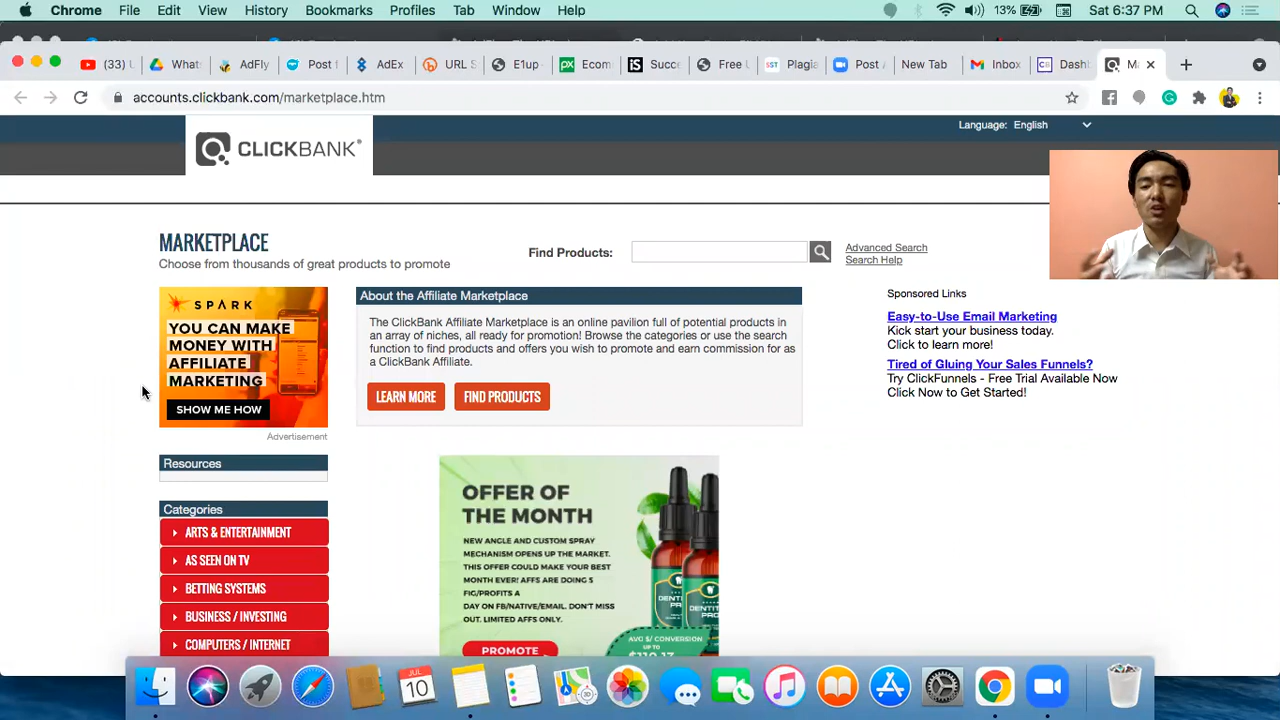 Chrome File Edit View History Bookmarks Profiles Tab Window Help 13% Sat 6:37 PM
(33) U What AdFly Post f AdEx URL S E1up Ecom iS Succe Free U SST Plagia Post A New Tab Inbox CB Dash Ma
accounts.clickbank.com/marketplace.htm
Language: English
CLICKBANK®
MARKETPLACE
Choose from thousands of great products to promote
Find Products:
Advanced Search
Search Help
SPARK
YOU CAN MAKE
MONEY WITH
AFFILIATE
MARKETING
SHOW ME HOW
Advertisement
About the Affiliate Marketplace
The ClickBank Affiliate Marketplace is an online pavilion full of potential products in
an array of niches, all ready for promotion! Browse the categories or use the search
function to find products and offers you wish to promote and earn commission for as
a ClickBank Affiliate.
LEARN MORE FIND PRODUCTS
Sponsored Links
Easy-to-Use Email Marketing
Kick start your business today.
Click to learn more!
Tired of Gluing Your Sales Funnels?
Try ClickFunnels - Free Trial Available Now
Click Now to Get Started!
Resources
Categories
ARTS & ENTERTAINMENT
AS SEEN ON TV
BETTING SYSTEMS
BUSINESS / INVESTING
COMPUTERS / INTERNET
OFFER OF
THE MONTH
NEW ANGLE AND CUSTOM SPRAY
MECHANISM OPENS UP THE MARKET.
THIS OFFER COULD MAKE YOUR BEST
MONTH EVER! AFFS ARE DOING 5
FIG/PROFITS A
DAY ON FB/NATIVE/EMAIL. DON'T MISS
OUT. LIMITED AFFS ONLY.
PROMOTE
AVG $/ CONVERSION
UP TO
JUL
10